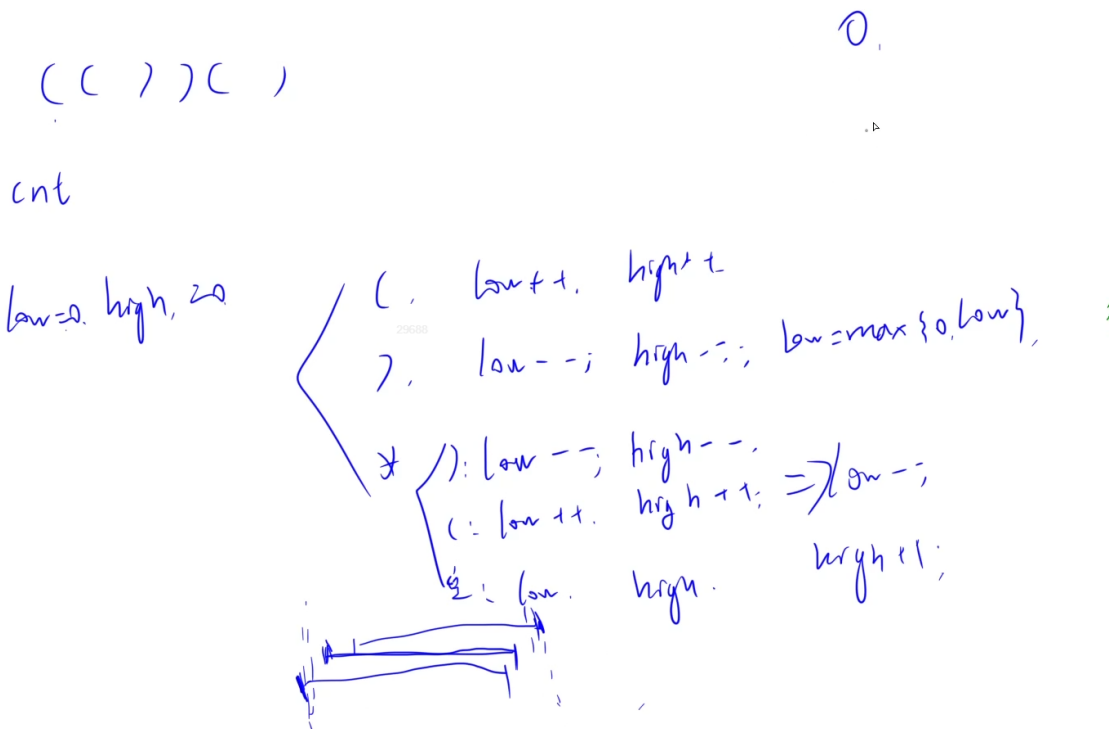 0.
( ( ) ) ( )
cnt
low=0. high, =0.
(. low++. high++
29688
). low--; high--; low=max{0,low},
* ): low--; high--. => low--;
(: low++. high++; high++;
空: low. high.